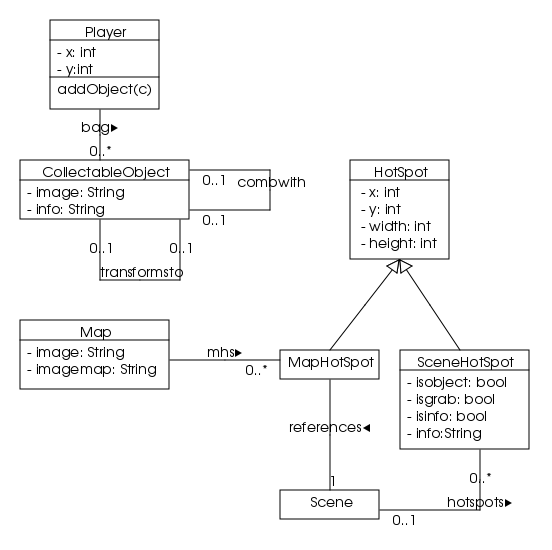 Player
- x: int
- y:int
addObject(c)
bag▶
0..*
CollectableObject
- image: String
- info: String
0..1
combwith
0..1
0..1
0..1
transformsto
HotSpot
- x: int
- y: int
- width: int
- height: int
Map
- image: String
- imagemap: String
mhs▶
0..*
MapHotSpot
SceneHotSpot
- isobject: bool
- isgrab: bool
- isinfo: bool
- info:String
references◀
1
Scene
0..*
hotspots▶
0..1